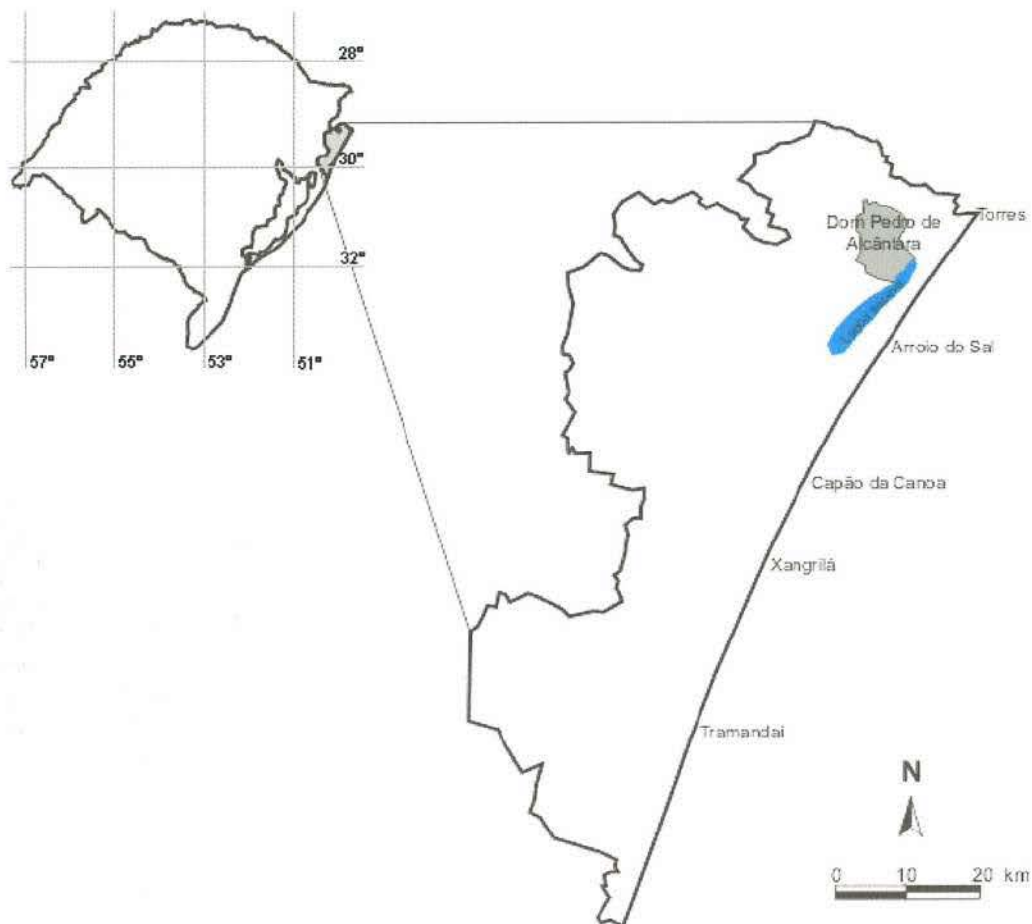 28°
30°
32°
57°
55°
53°
51°
Torres
Dom Pedro de
Alcântara
Arroio do Sal
Capão da Canoa
Xangrilá
Tramandaí
N
0 10 20 km